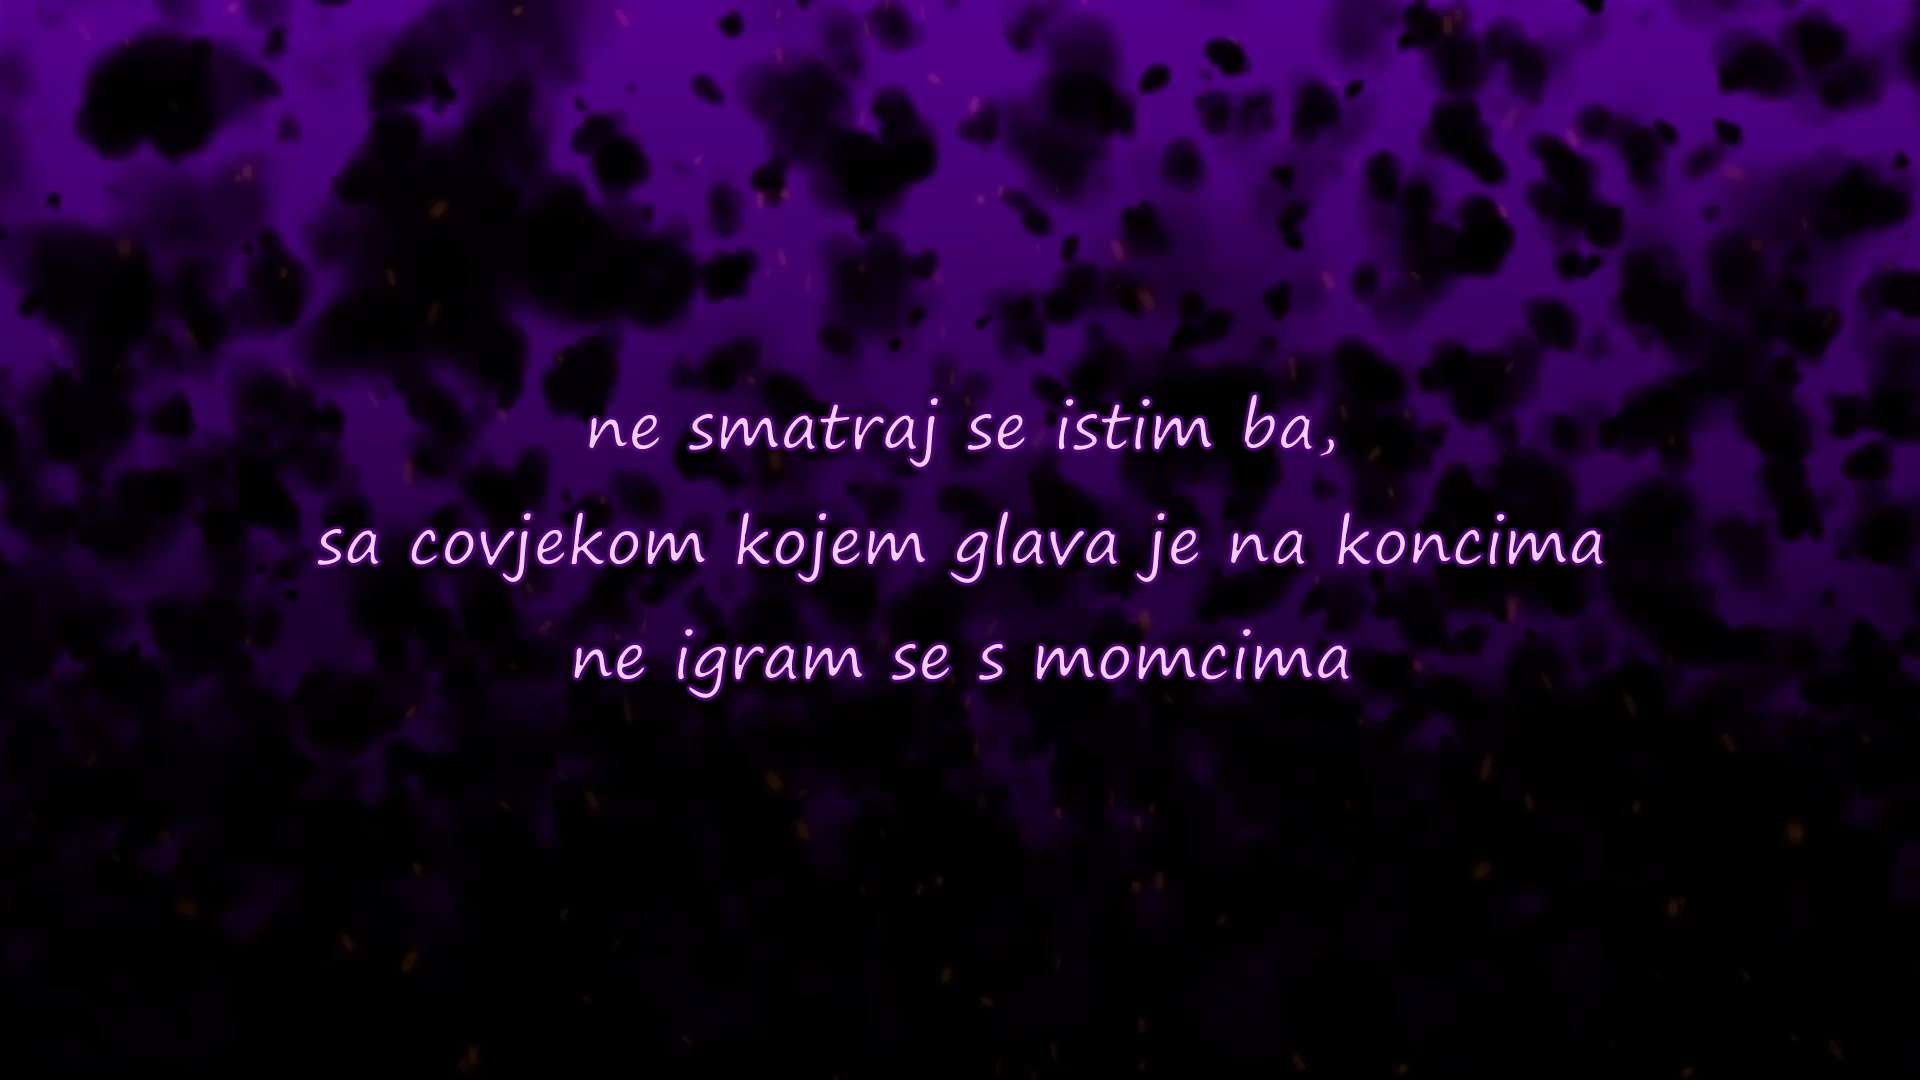 ne smatraj se istim ba,
sa covjekom kojem glava je na koncima
ne igram se s momcima